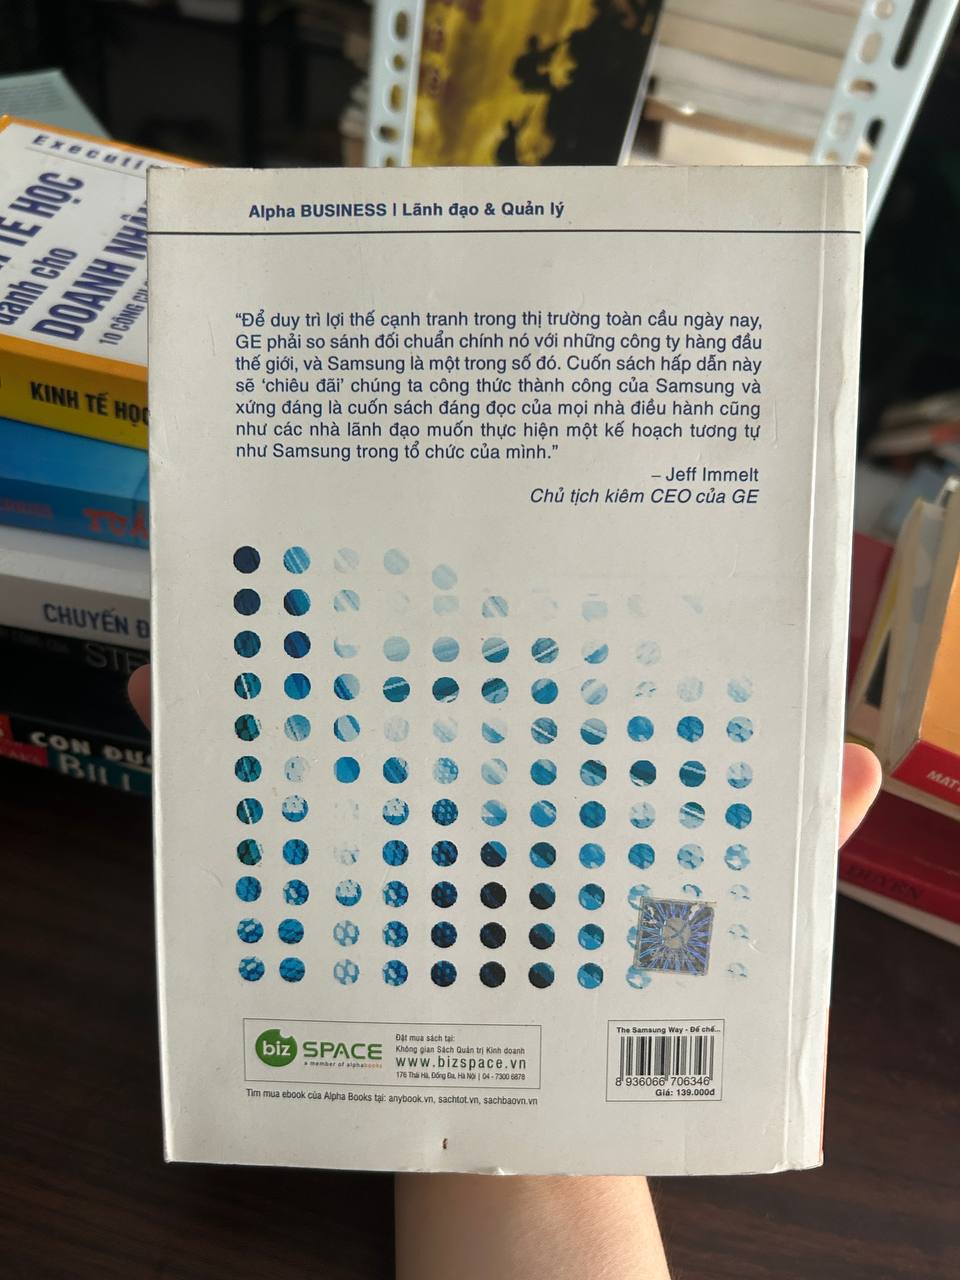 Alpha BUSINESS | Lãnh đạo & Quản lý
“Để duy trì lợi thế cạnh tranh trong thị trường toàn cầu ngày nay,
GE phải so sánh đối chuẩn chính nó với những công ty hàng đầu
thế giới, và Samsung là một trong số đó. Cuốn sách hấp dẫn này
sẽ ‘chiêu đãi’ chúng ta công thức thành công của Samsung và
xứng đáng là cuốn sách đáng đọc của mọi nhà điều hành cũng
như các nhà lãnh đạo muốn thực hiện một kế hoạch tương tự
như Samsung trong tổ chức của mình.”
– Jeff Immelt
Chủ tịch kiêm CEO của GE
biz SPACE
a member of alphabooks
Đặt mua sách tại:
Không gian Sách Quản trị Kinh doanh
www.bizspace.vn
176 Thái Hà, Đống Đa, Hà Nội | 04 - 7300 6878
Tìm mua ebook của Alpha Books tại: anybook.vn, sachtot.vn, sachbaovn.vn
The Samsung Way - Đế chế...
8 936066 706346
Giá: 139.000đ
HỌC
dành cho
DOANH NHÂN
10 CÔNG CỤ
KINH TẾ HỌC
CHUYẾN
CON
BILL